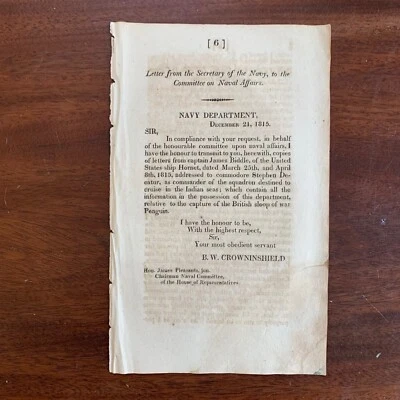 [ 6 ]
Letter from the Secretary of the Navy, to the
Committee on Naval Affairs.
NAVY DEPARTMENT,
December 21, 1815.
SIR,
In compliance with your request, in behalf
of the honourable committee upon naval affairs, I
have the honour to transmit to you, herewith, copies
of letters from captain James Biddle, of the United
States ship Hornet, dated March 25th, and April
8th, 1815, addressed to commodore Stephen De-
catur, as commander of the squadron destined to
cruise in the Indian seas; which contain all the
information in the possession of this department,
relative to the capture of the British sloop of war
Penguin.
I have the honour to be,
With the highest respect,
Sir,
Your most obedient servant
B. W. CROWNINSHIELD
Hon. James Pleasants, jun.
Chairman Naval Committee,
of the House of Representatives.